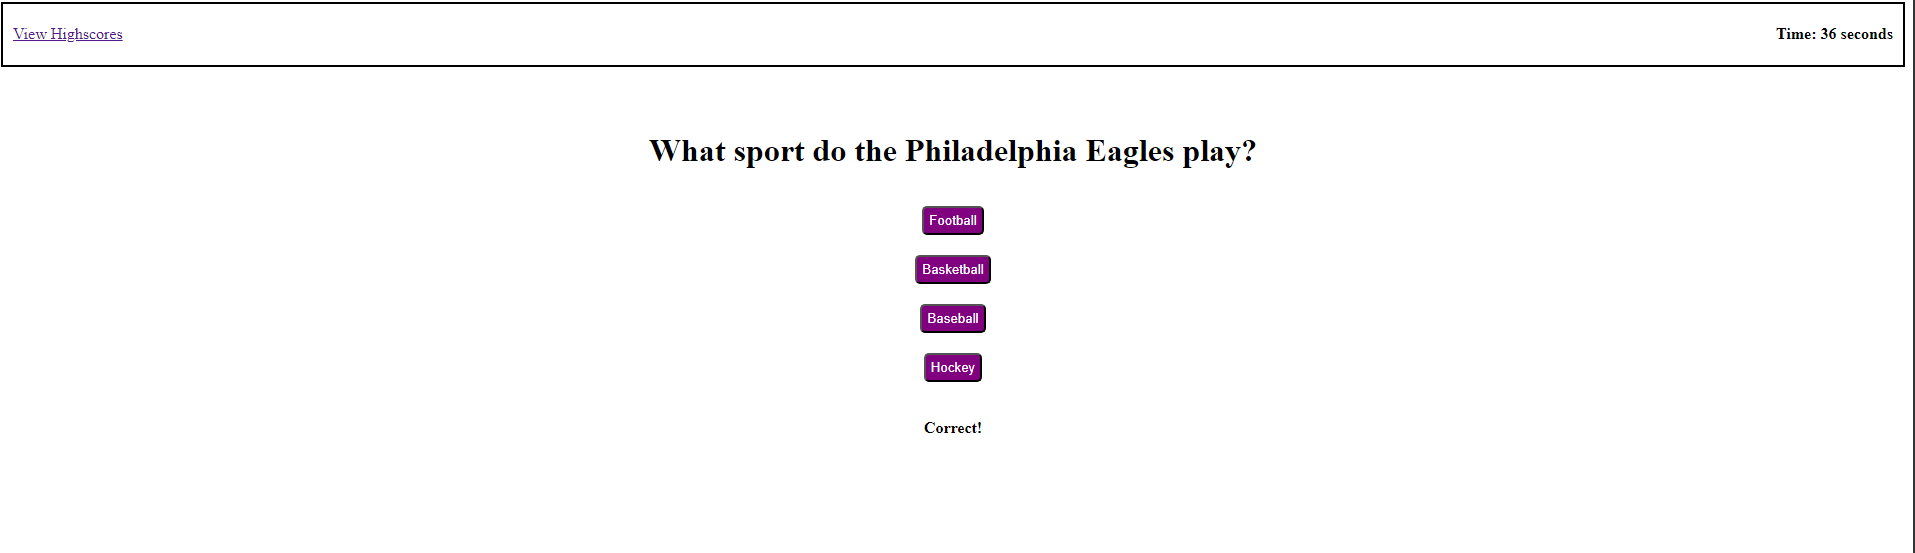 View Highscores
Time: 36 seconds
What sport do the Philadelphia Eagles play?
Football
Basketball
Baseball
Hockey
Correct!